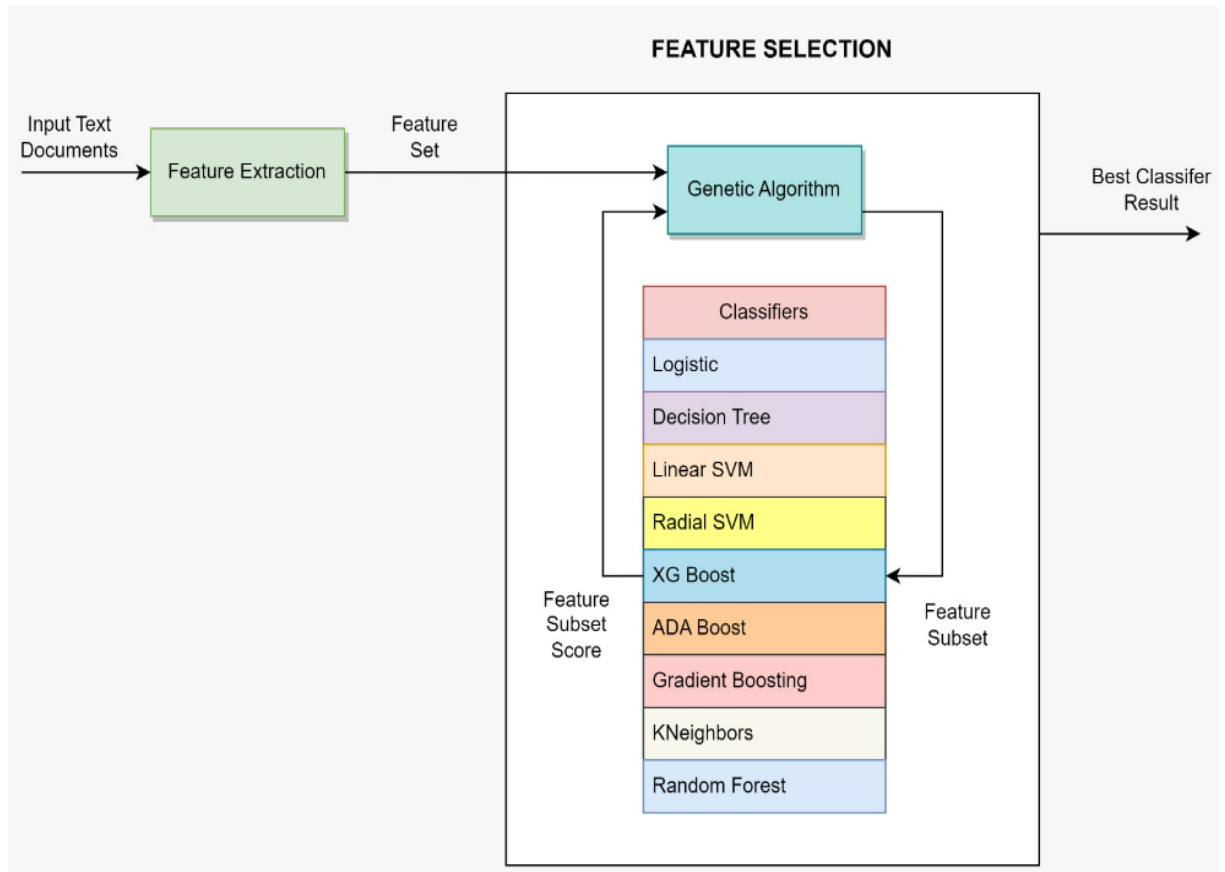 FEATURE SELECTION
Input Text
Documents
Feature Extraction
Feature
Set
Genetic Algorithm
Best Classifer
Result
Classifiers
Logistic
Decision Tree
Linear SVM
Radial SVM
XG Boost
ADA Boost
Gradient Boosting
KNeighbors
Random Forest
Feature
Subset
Score
Feature
Subset